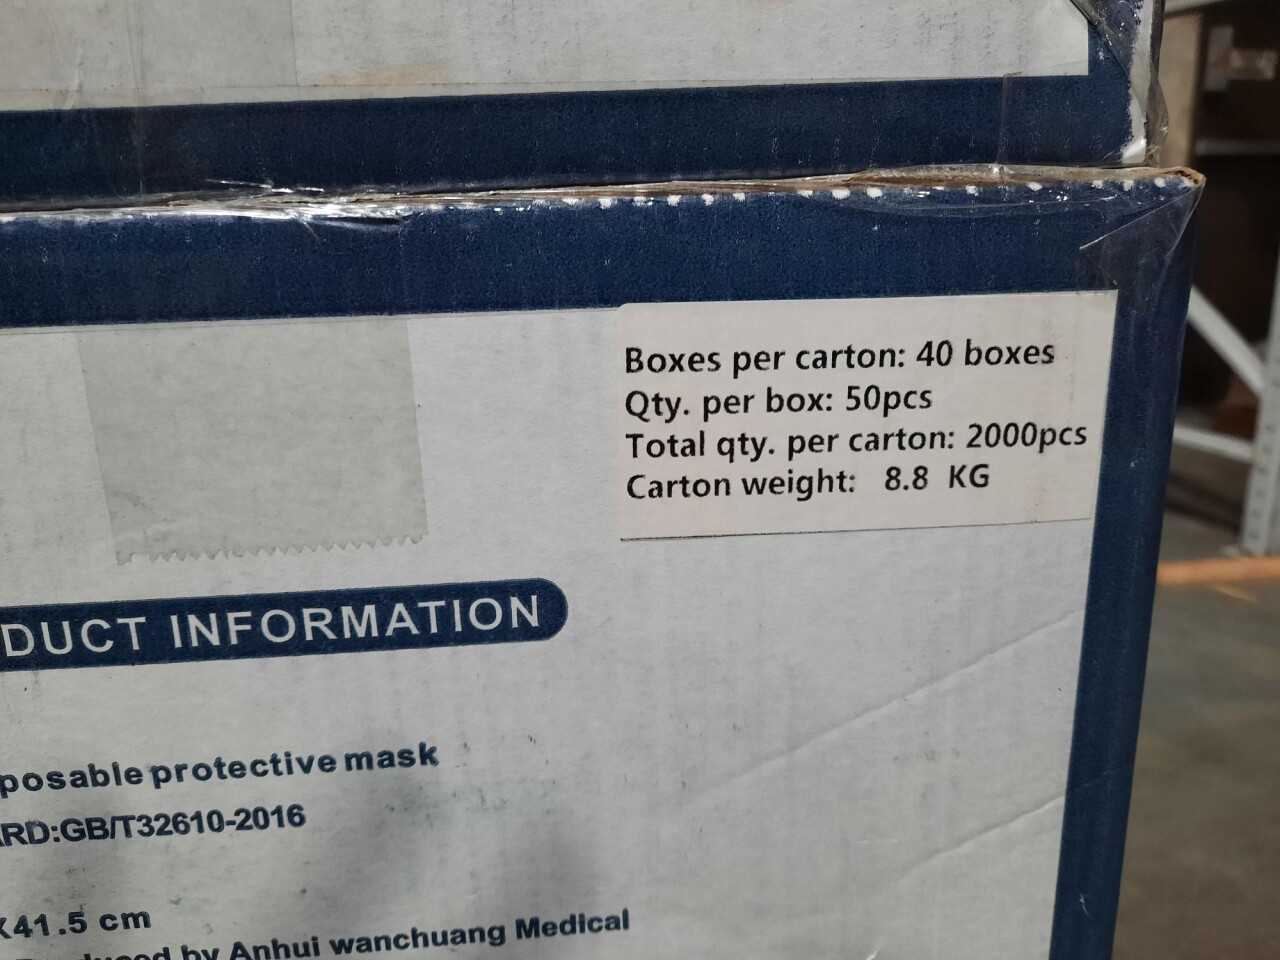 Boxes per carton: 40 boxes
Qty. per box: 50pcs
Total qty. per carton: 2000pcs
Carton weight: 8.8 KG
DUCT INFORMATION
posable protective mask
RD:GB/T32610-2016
X41.5 cm
by Anhui wanchuang Medical